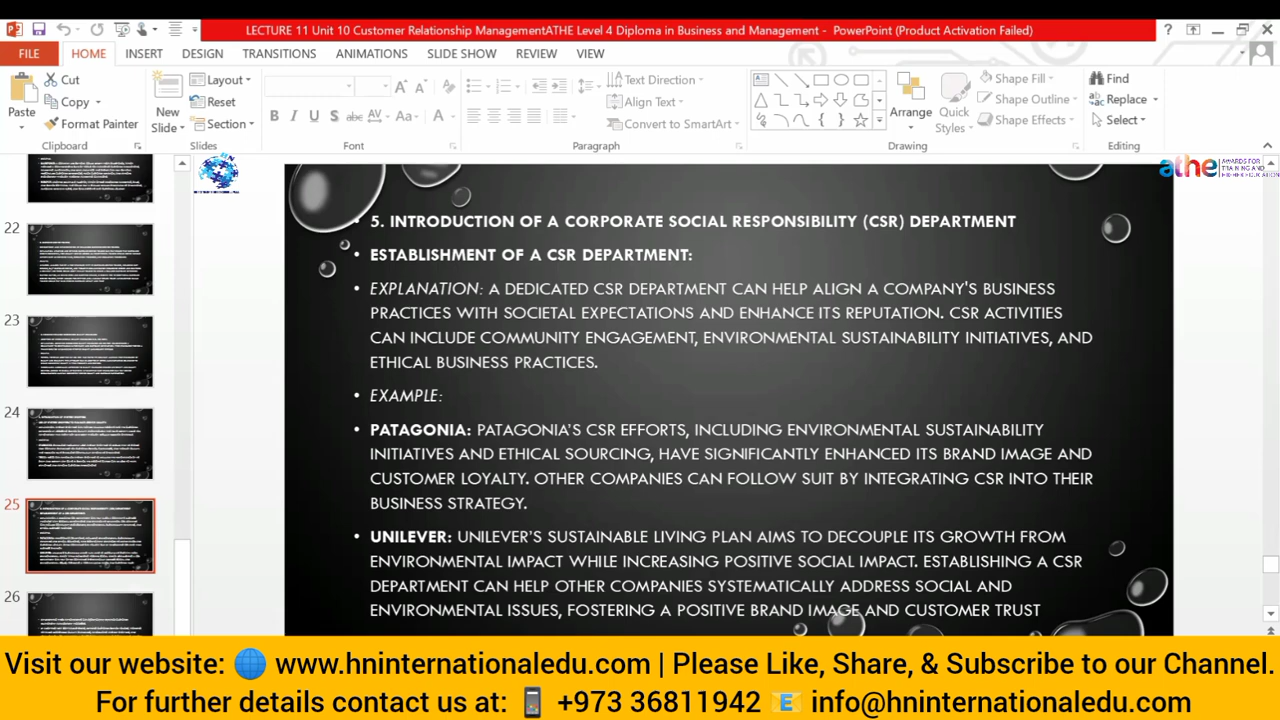 LECTURE 11 Unit 10 Customer Relationship ManagementATHE Level 4 Diploma in Business and Management - PowerPoint (Product Activation Failed)
FILE HOME INSERT DESIGN TRANSITIONS ANIMATIONS SLIDE SHOW REVIEW VIEW
Paste
Cut
Copy
Format Painter
Clipboard
New
Slide
Layout
Reset
Section
Slides
Font
Text Direction
Align Text
Convert to SmartArt
Paragraph
Arrange
Quick
Styles
Shape Fill
Shape Outline
Shape Effects
Drawing
Find
Replace
Select
Editing
22
23
24
25
26
athe AWARDS FOR
TRAINING AND
HIGHER EDUCATION
• 5. INTRODUCTION OF A CORPORATE SOCIAL RESPONSIBILITY (CSR) DEPARTMENT
• ESTABLISHMENT OF A CSR DEPARTMENT:
• EXPLANATION: A DEDICATED CSR DEPARTMENT CAN HELP ALIGN A COMPANY'S BUSINESS
PRACTICES WITH SOCIETAL EXPECTATIONS AND ENHANCE ITS REPUTATION. CSR ACTIVITIES
CAN INCLUDE COMMUNITY ENGAGEMENT, ENVIRONMENTAL SUSTAINABILITY INITIATIVES, AND
ETHICAL BUSINESS PRACTICES.
• EXAMPLE:
• PATAGONIA: PATAGONIA'S CSR EFFORTS, INCLUDING ENVIRONMENTAL SUSTAINABILITY
INITIATIVES AND ETHICAL SOURCING, HAVE SIGNIFICANTLY ENHANCED ITS BRAND IMAGE AND
CUSTOMER LOYALTY. OTHER COMPANIES CAN FOLLOW SUIT BY INTEGRATING CSR INTO THEIR
BUSINESS STRATEGY.
• UNILEVER: UNILEVER'S SUSTAINABLE LIVING PLAN AIMS TO DECOUPLE ITS GROWTH FROM
ENVIRONMENTAL IMPACT WHILE INCREASING POSITIVE SOCIAL IMPACT. ESTABLISHING A CSR
DEPARTMENT CAN HELP OTHER COMPANIES SYSTEMATICALLY ADDRESS SOCIAL AND
ENVIRONMENTAL ISSUES, FOSTERING A POSITIVE BRAND IMAGE AND CUSTOMER TRUST
Visit our website: 🌐 www.hninternationaledu.com | Please Like, Share, & Subscribe to our Channel.
For further details contact us at: 📱 +973 36811942 📧 info@hninternationaledu.com